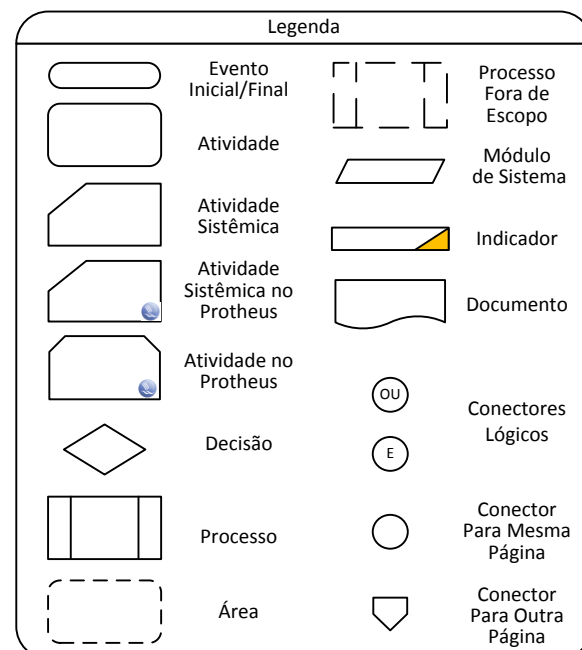 Legenda
Evento
Inicial/Final
Atividade
Atividade
Sistêmica
Atividade
Sistêmica no
Protheus
Atividade no
Protheus
Decisão
Processo
Área
Processo
Fora de
Escopo
Módulo
de Sistema
Indicador
Documento
OU
E
Conectores
Lógicos
Conector
Para Mesma
Página
Conector
Para Outra
Página